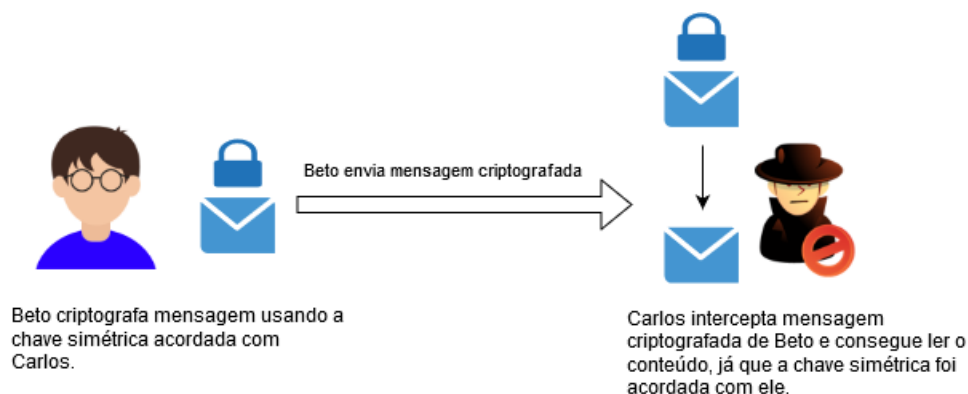 Beto envia mensagem criptografada
Beto criptografa mensagem usando a
chave simétrica acordada com
Carlos.
Carlos intercepta mensagem
criptografada de Beto e consegue ler o
conteúdo, já que a chave simétrica foi
acordada com ele.